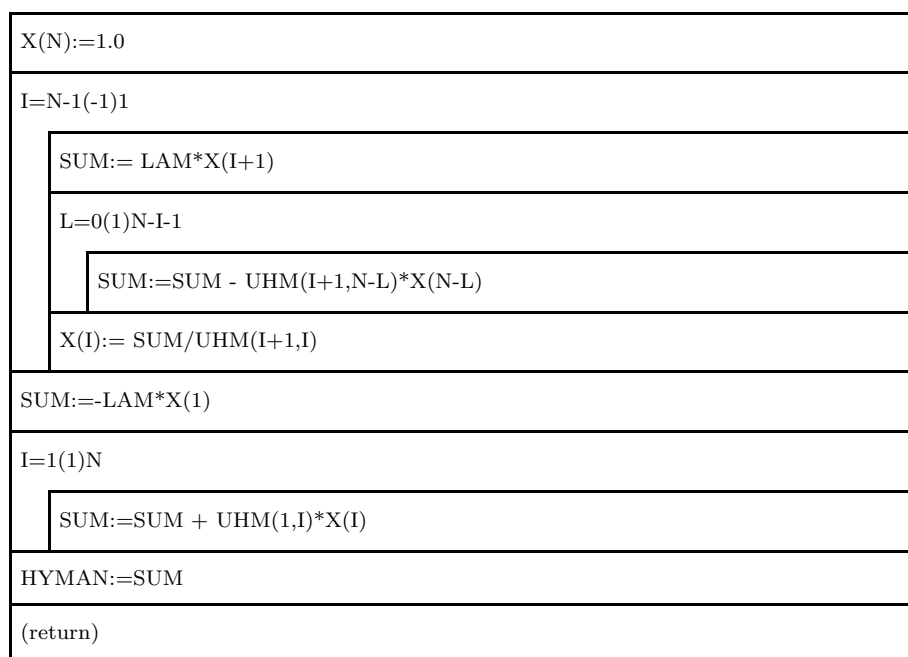 X(N):=1.0
I=N-1(-1)1
SUM:= LAM*X(I+1)
L=0(1)N-I-1
SUM:=SUM - UHM(I+1,N-L)*X(N-L)
X(I):= SUM/UHM(I+1,I)
SUM:=-LAM*X(1)
I=1(1)N
SUM:=SUM + UHM(1,I)*X(I)
HYMAN:=SUM
(return)